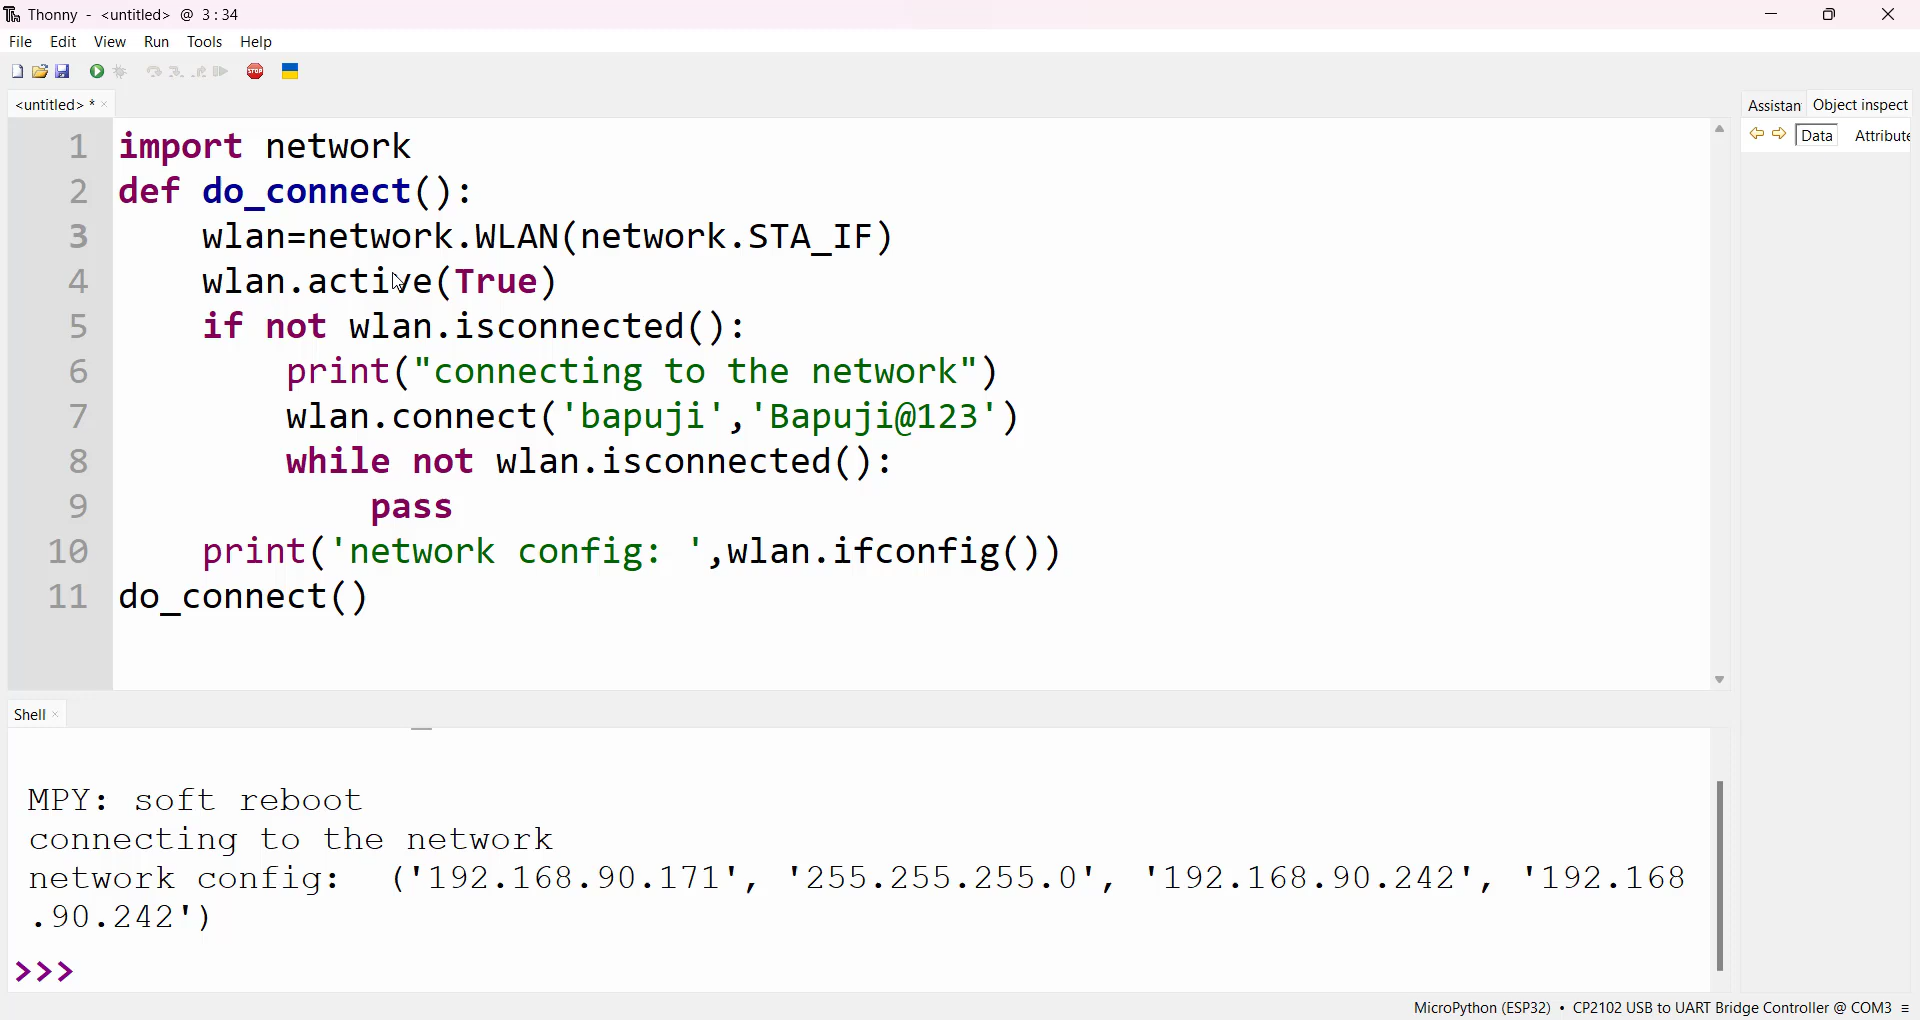 Thonny - <untitled> @ 3:34
File Edit View Run Tools Help
STOP
<untitled> *
Assistan Object inspect
Data Attribute
1 import network
2 def do_connect():
3     wlan=network.WLAN(network.STA_IF)
4     wlan.active(True)
5     if not wlan.isconnected():
6         print("connecting to the network")
7         wlan.connect('bapuji','Bapuji@123')
8         while not wlan.isconnected():
9             pass
10     print('network config: ',wlan.ifconfig())
11 do_connect()
Shell
MPY: soft reboot
connecting to the network
network config:  ('192.168.90.171', '255.255.255.0', '192.168.90.242', '192.168
.90.242')
>>>
MicroPython (ESP32) • CP2102 USB to UART Bridge Controller @ COM3 ≡